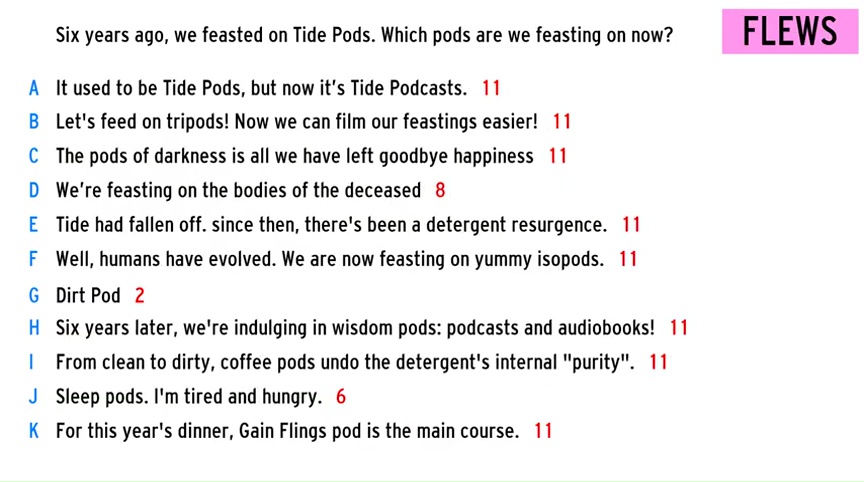 Six years ago, we feasted on Tide Pods. Which pods are we feasting on now?
FLEWS
A It used to be Tide Pods, but now it's Tide Podcasts. 11
B Let's feed on tripods! Now we can film our feastings easier! 11
C The pods of darkness is all we have left goodbye happiness 11
D We're feasting on the bodies of the deceased 8
E Tide had fallen off. since then, there's been a detergent resurgence. 11
F Well, humans have evolved. We are now feasting on yummy isopods. 11
G Dirt Pod 2
H Six years later, we're indulging in wisdom pods: podcasts and audiobooks! 11
I From clean to dirty, coffee pods undo the detergent's internal "purity". 11
J Sleep pods. I'm tired and hungry. 6
K For this year's dinner, Gain Flings pod is the main course. 11